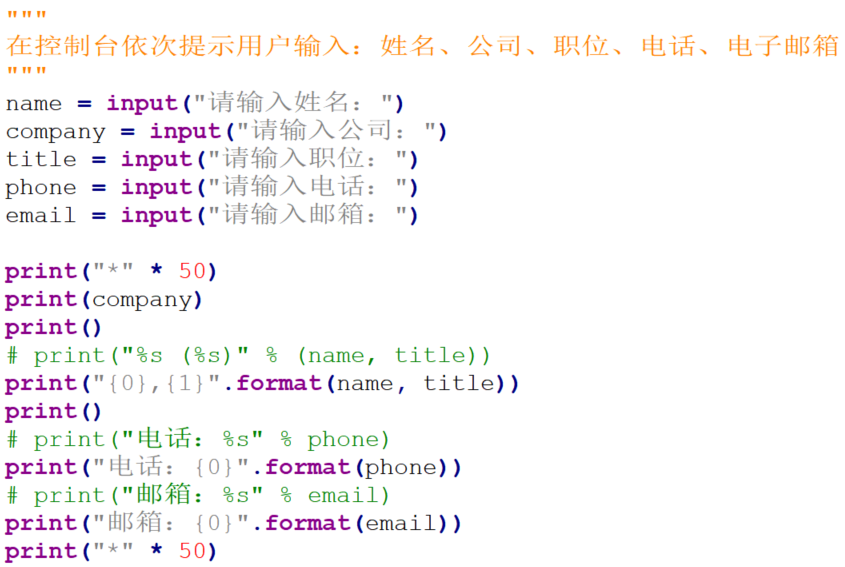 """
在控制台依次提示用户输入：姓名、公司、职位、电话、电子邮箱
"""
name = input("请输入姓名：")
company = input("请输入公司：")
title = input("请输入职位：")
phone = input("请输入电话：")
email = input("请输入邮箱：")

print("*" * 50)
print(company)
print()
# print("%s (%s)" % (name, title))
print("{0},{1}".format(name, title))
print()
# print("电话：%s" % phone)
print("电话：{0}".format(phone))
# print("邮箱：%s" % email)
print("邮箱：{0}".format(email))
print("*" * 50)